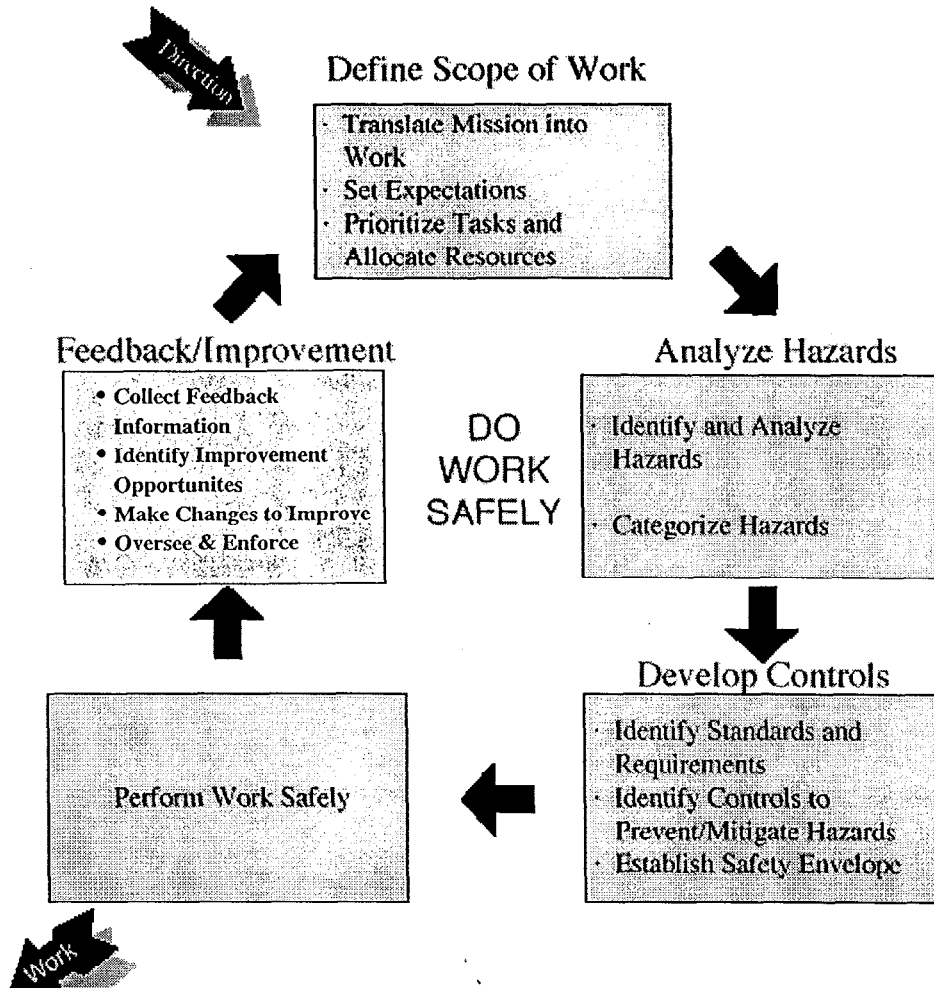 Direction
Define Scope of Work
· Translate Mission into
Work
· Set Expectations
· Prioritize Tasks and
Allocate Resources
Analyze Hazards
· Identify and Analyze
Hazards
· Categorize Hazards
Develop Controls
· Identify Standards and
Requirements
· Identify Controls to
Prevent/Mitigate Hazards
· Establish Safety Envelope
Perform Work Safely
Work
Feedback/Improvement
• Collect Feedback
Information
• Identify Improvement
Opportunites
• Make Changes to Improve
• Oversee & Enforce
DO
WORK
SAFELY